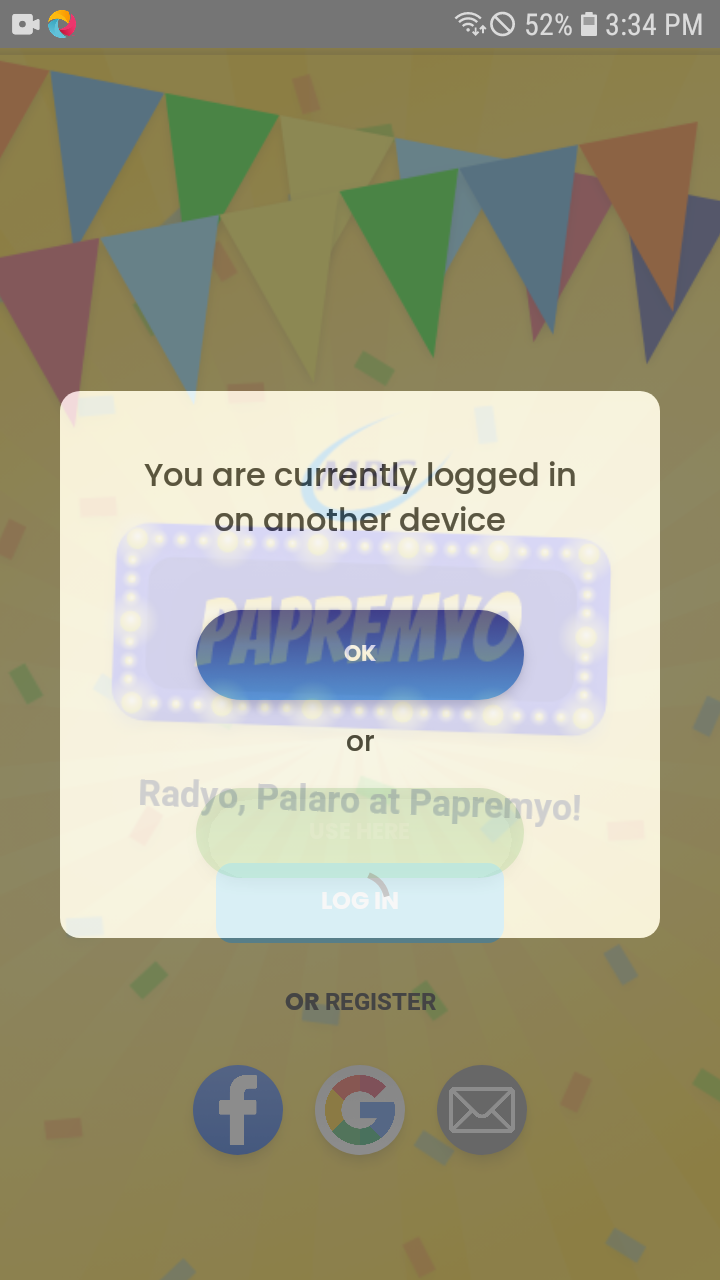 52% 3:34 PM
MBC
You are currently logged in
on another device
PAPREMYO
OK
or
Radyo, Palaro at Papremyo!
USE HERE
LOG IN
OR REGISTER